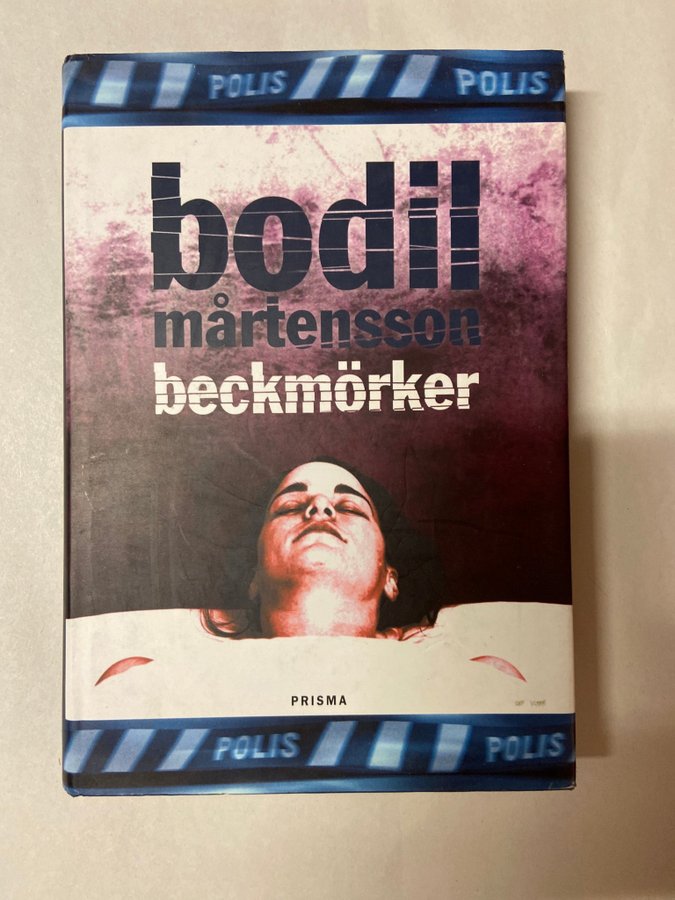 POLIS POLIS
bodil
mårtensson
beckmörker
PRISMA
POLIS POLIS